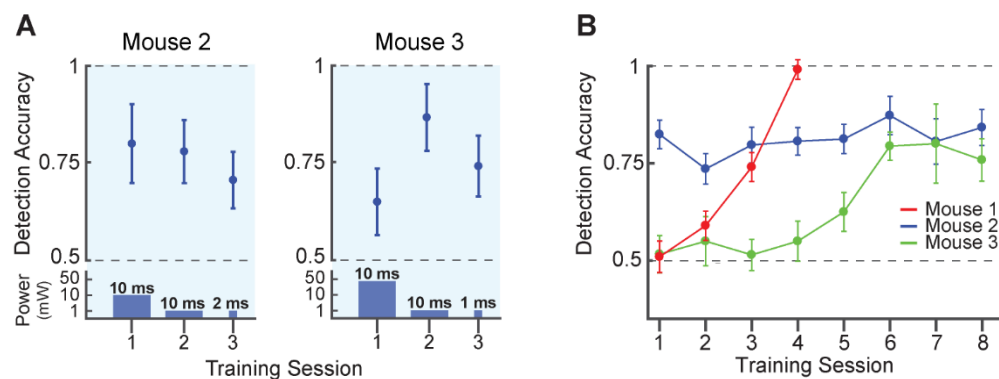 A
Mouse 2
Mouse 3
Detection Accuracy
1
0.75
0.5
1
0.75
0.5
Power
(mW)
50
10
1
10 ms
10 ms
2 ms
50
10
1
10 ms
10 ms
1 ms
1 2 3
1 2 3
Training Session
B
Detection Accuracy
1
0.75
0.5
Mouse 1
Mouse 2
Mouse 3
1 2 3 4 5 6 7 8
Training Session